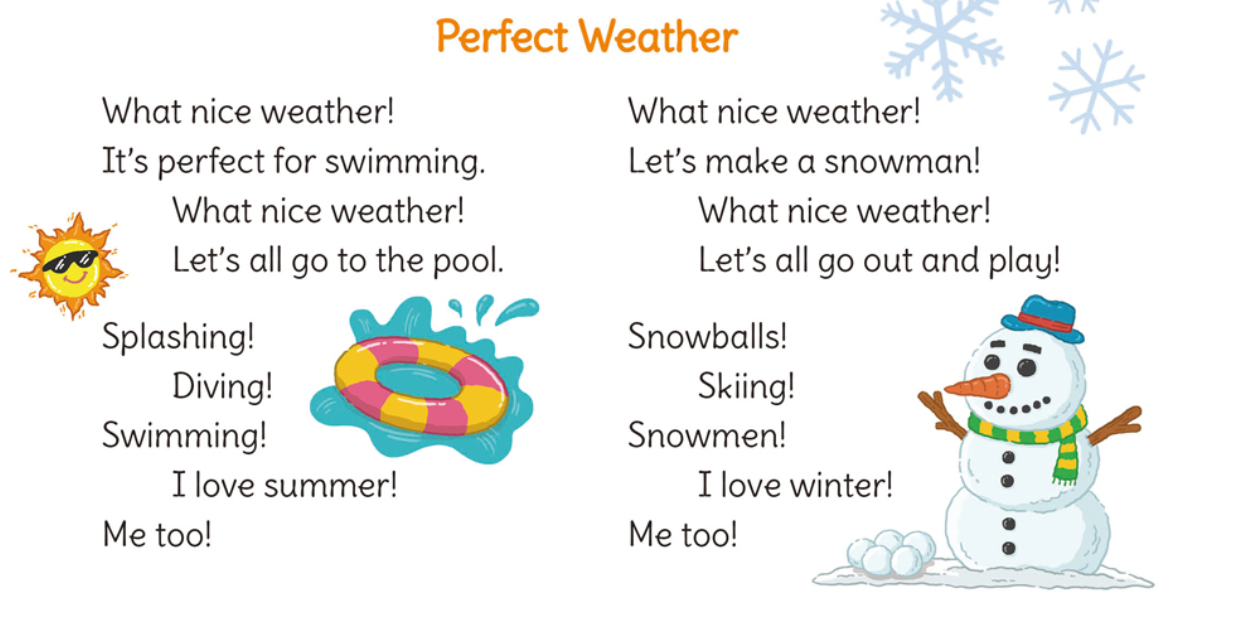 Perfect Weather
What nice weather!
It's perfect for swimming.
What nice weather!
Let's all go to the pool.
Splashing!
Diving!
Swimming!
I love summer!
Me too!
What nice weather!
Let's make a snowman!
What nice weather!
Let's all go out and play!
Snowballs!
Skiing!
Snowmen!
I love winter!
Me too!